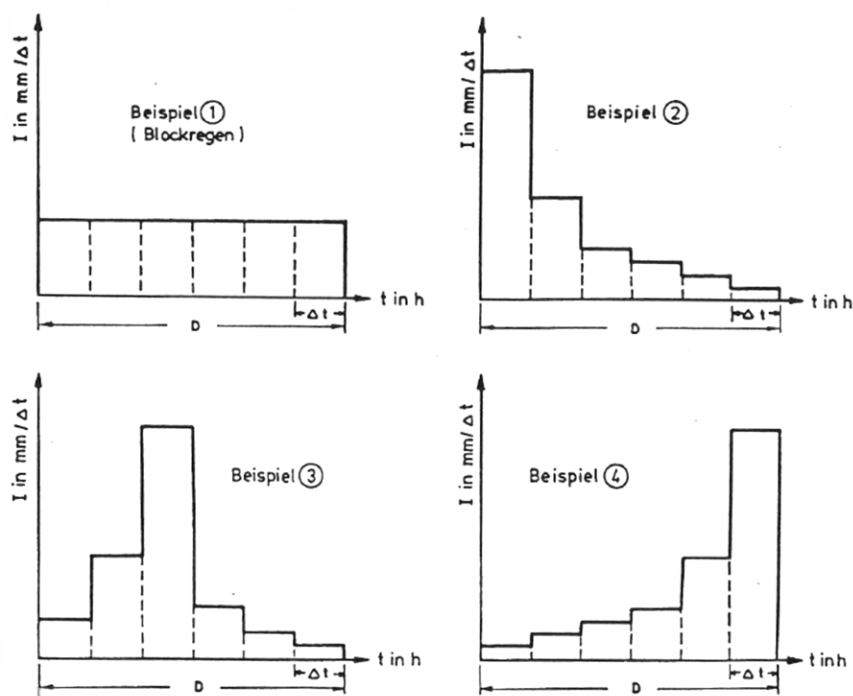 I in mm/Δt
Beispiel ①
( Blockregen )
t in h
Δt
D
I in mm/Δt
Beispiel ②
t in h
Δt
D
I in mm/Δt
Beispiel ③
t in h
Δt
D
I in mm/Δt
Beispiel ④
t in h
Δt
D